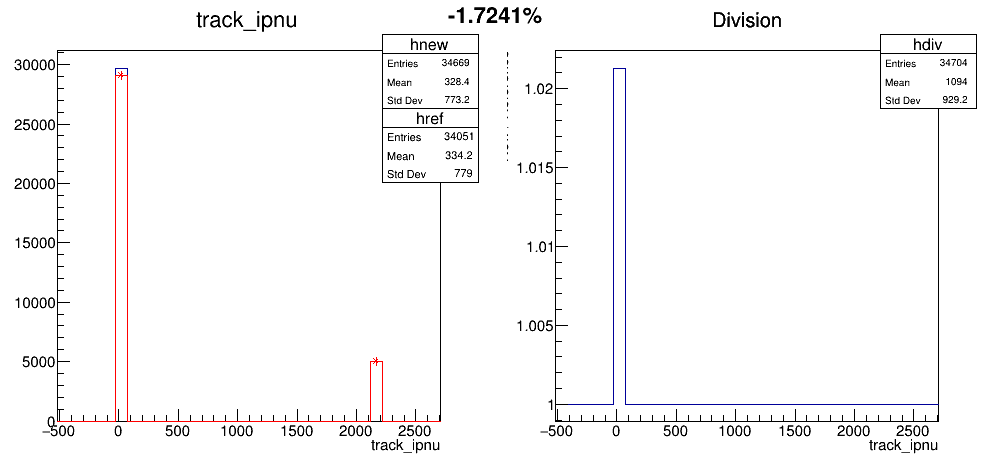 track_ipnu
-1.7241%
Division
hnew
Entries 34669
Mean 328.4
Std Dev 773.2
href
Entries 34051
Mean 334.2
Std Dev 779
30000
25000
20000
15000
10000
5000
0
−500 0 500 1000 1500 2000 2500
track_ipnu
hdiv
Entries 34704
Mean 1094
Std Dev 929.2
1.02
1.015
1.01
1.005
1
−500 0 500 1000 1500 2000 2500
track_ipnu